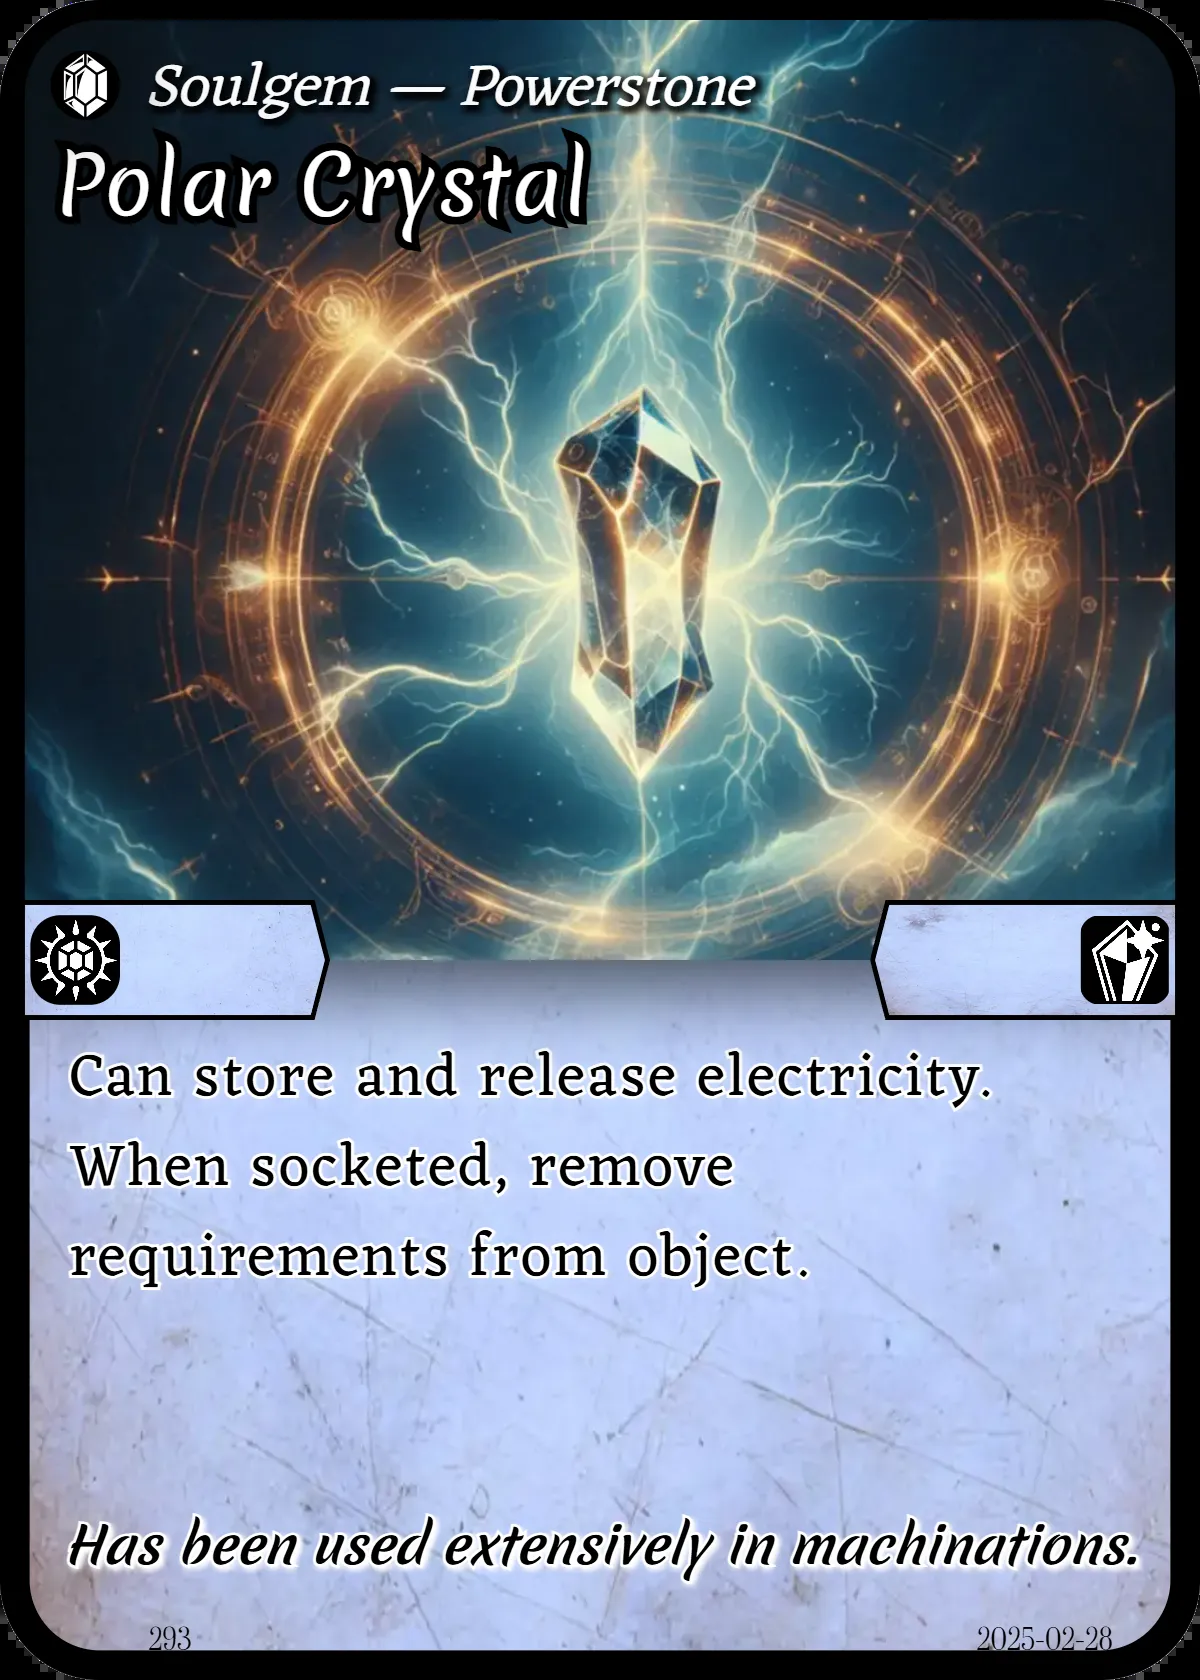 Soulgem — Powerstone
Polar Crystal
Can store and release electricity.
When socketed, remove
requirements from object.
Has been used extensively in machinations.
293
2025-02-28